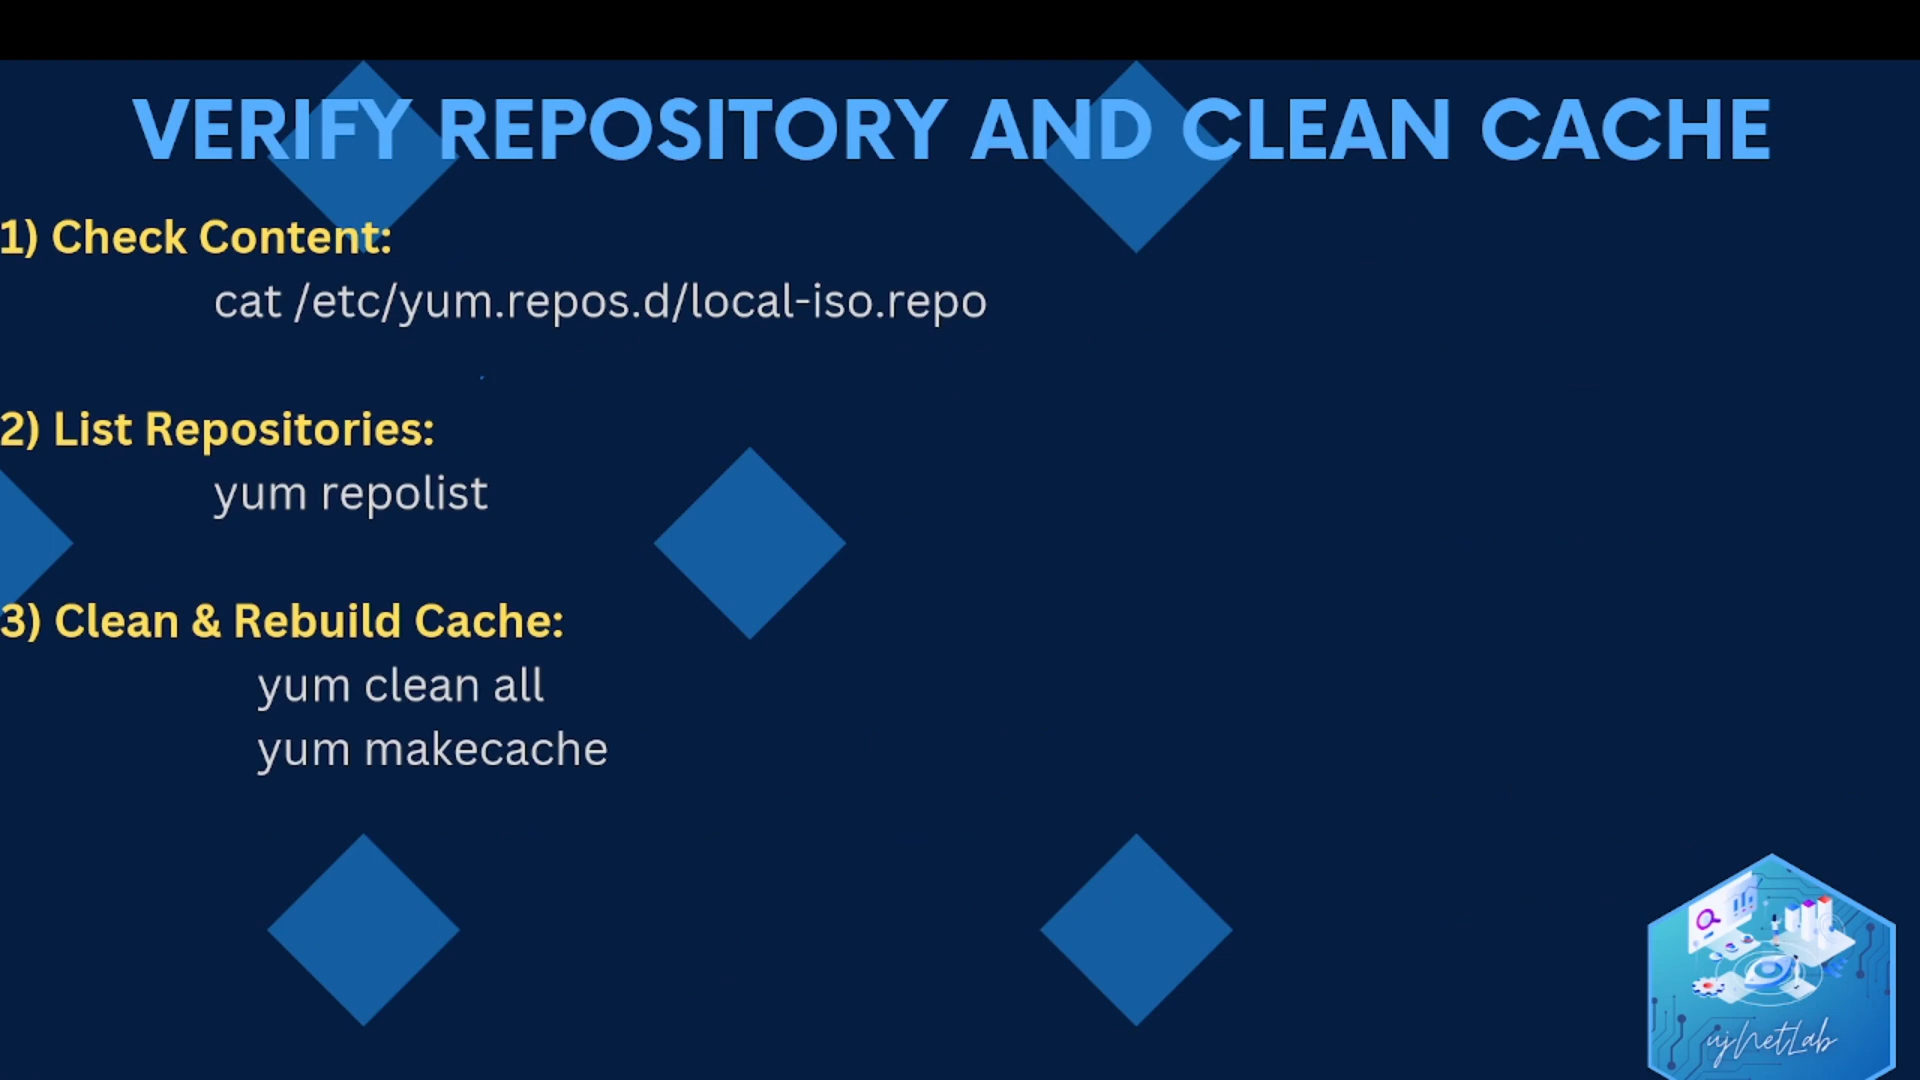 VERIFY REPOSITORY AND CLEAN CACHE
1) Check Content:
cat /etc/yum.repos.d/local-iso.repo
2) List Repositories:
yum repolist
3) Clean & Rebuild Cache:
yum clean all
yum makecache
ajNetLab